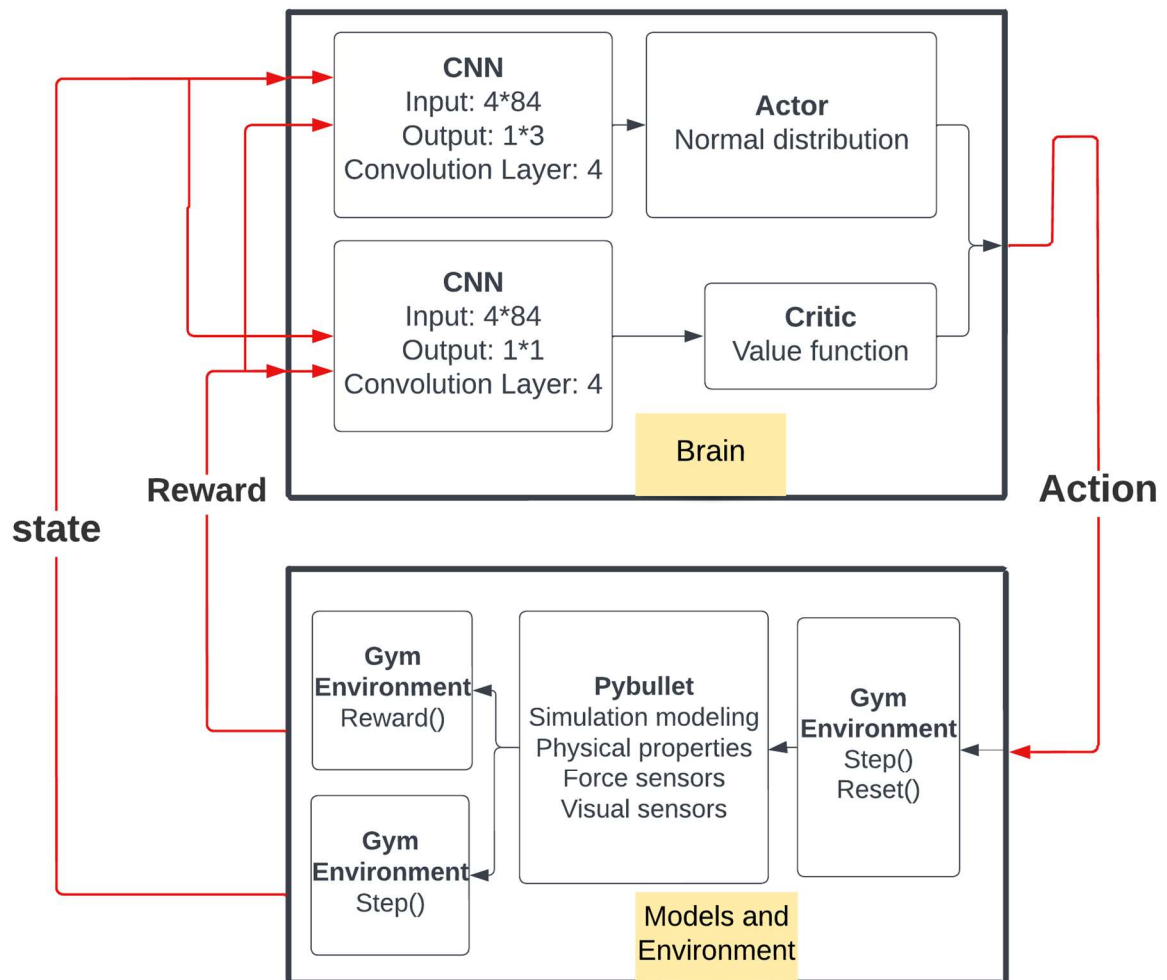 CNN
Input: 4*84
Output: 1*3
Convolution Layer: 4
Actor
Normal distribution
CNN
Input: 4*84
Output: 1*1
Convolution Layer: 4
Critic
Value function
Brain
Reward
state
Action
Gym
Environment
Reward()
Gym
Environment
Step()
Pybullet
Simulation modeling
Physical properties
Force sensors
Visual sensors
Gym
Environment
Step()
Reset()
Models and
Environment